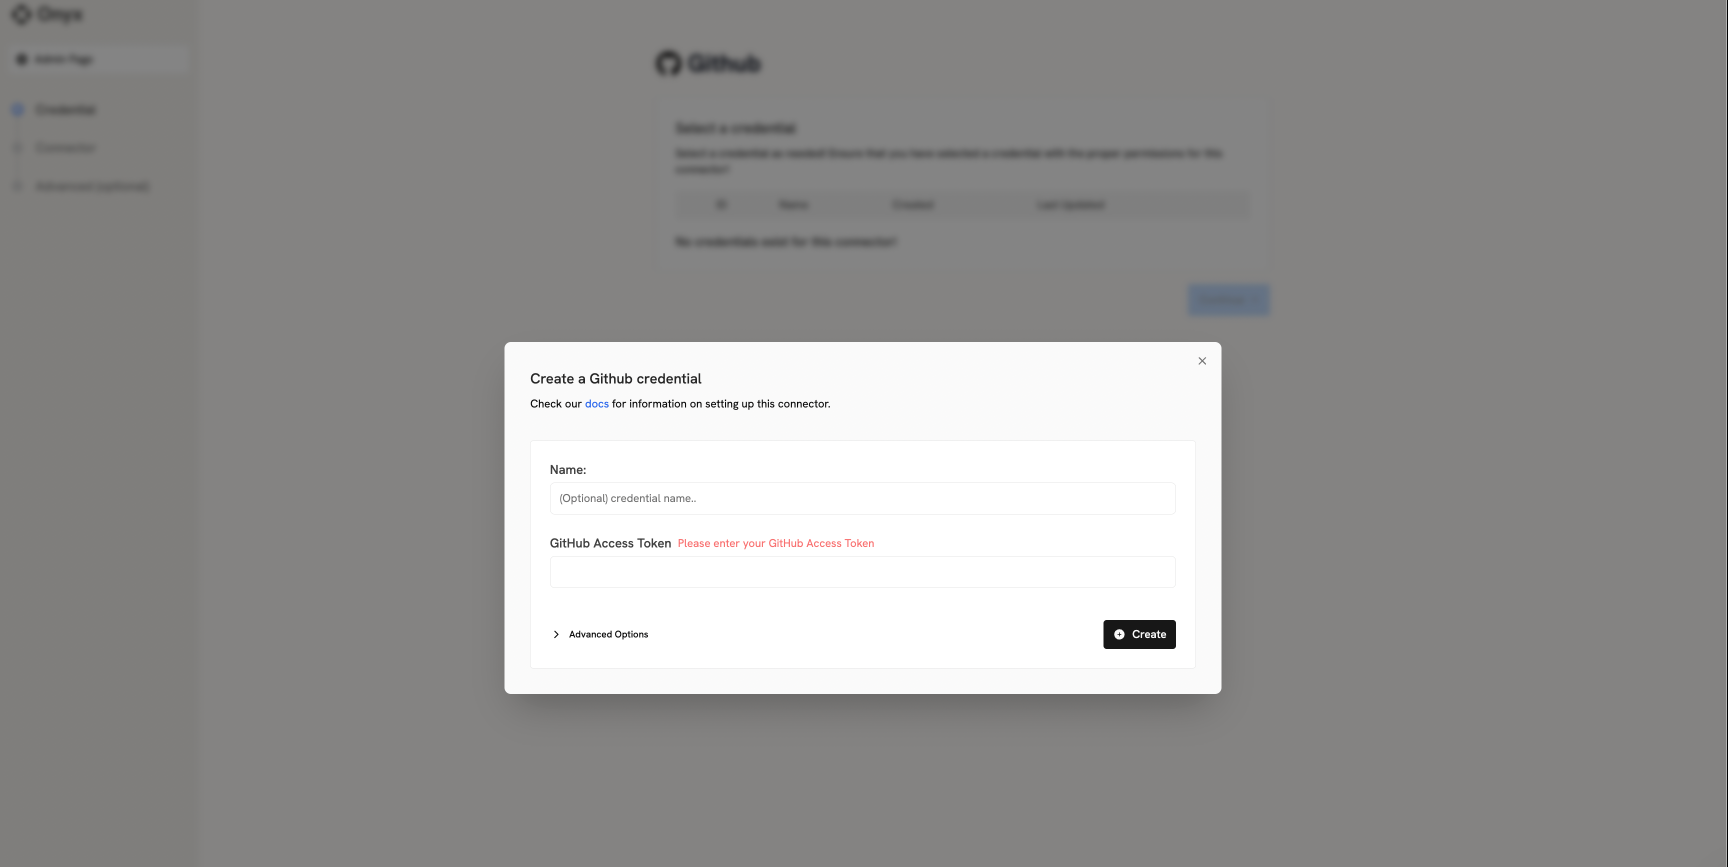 Onyx
Admin Page
Credential
Connector
Advanced (optional)
Github
Select a credential
Select a credential as needed! Ensure that you have selected a credential with the proper permissions for this
connector!
ID Name Created Last Updated
No credentials exist for this connector!
Create a Github credential
Check our docs for information on setting up this connector.
Name:
(Optional) credential name..
GitHub Access Token Please enter your GitHub Access Token
Advanced Options
Create